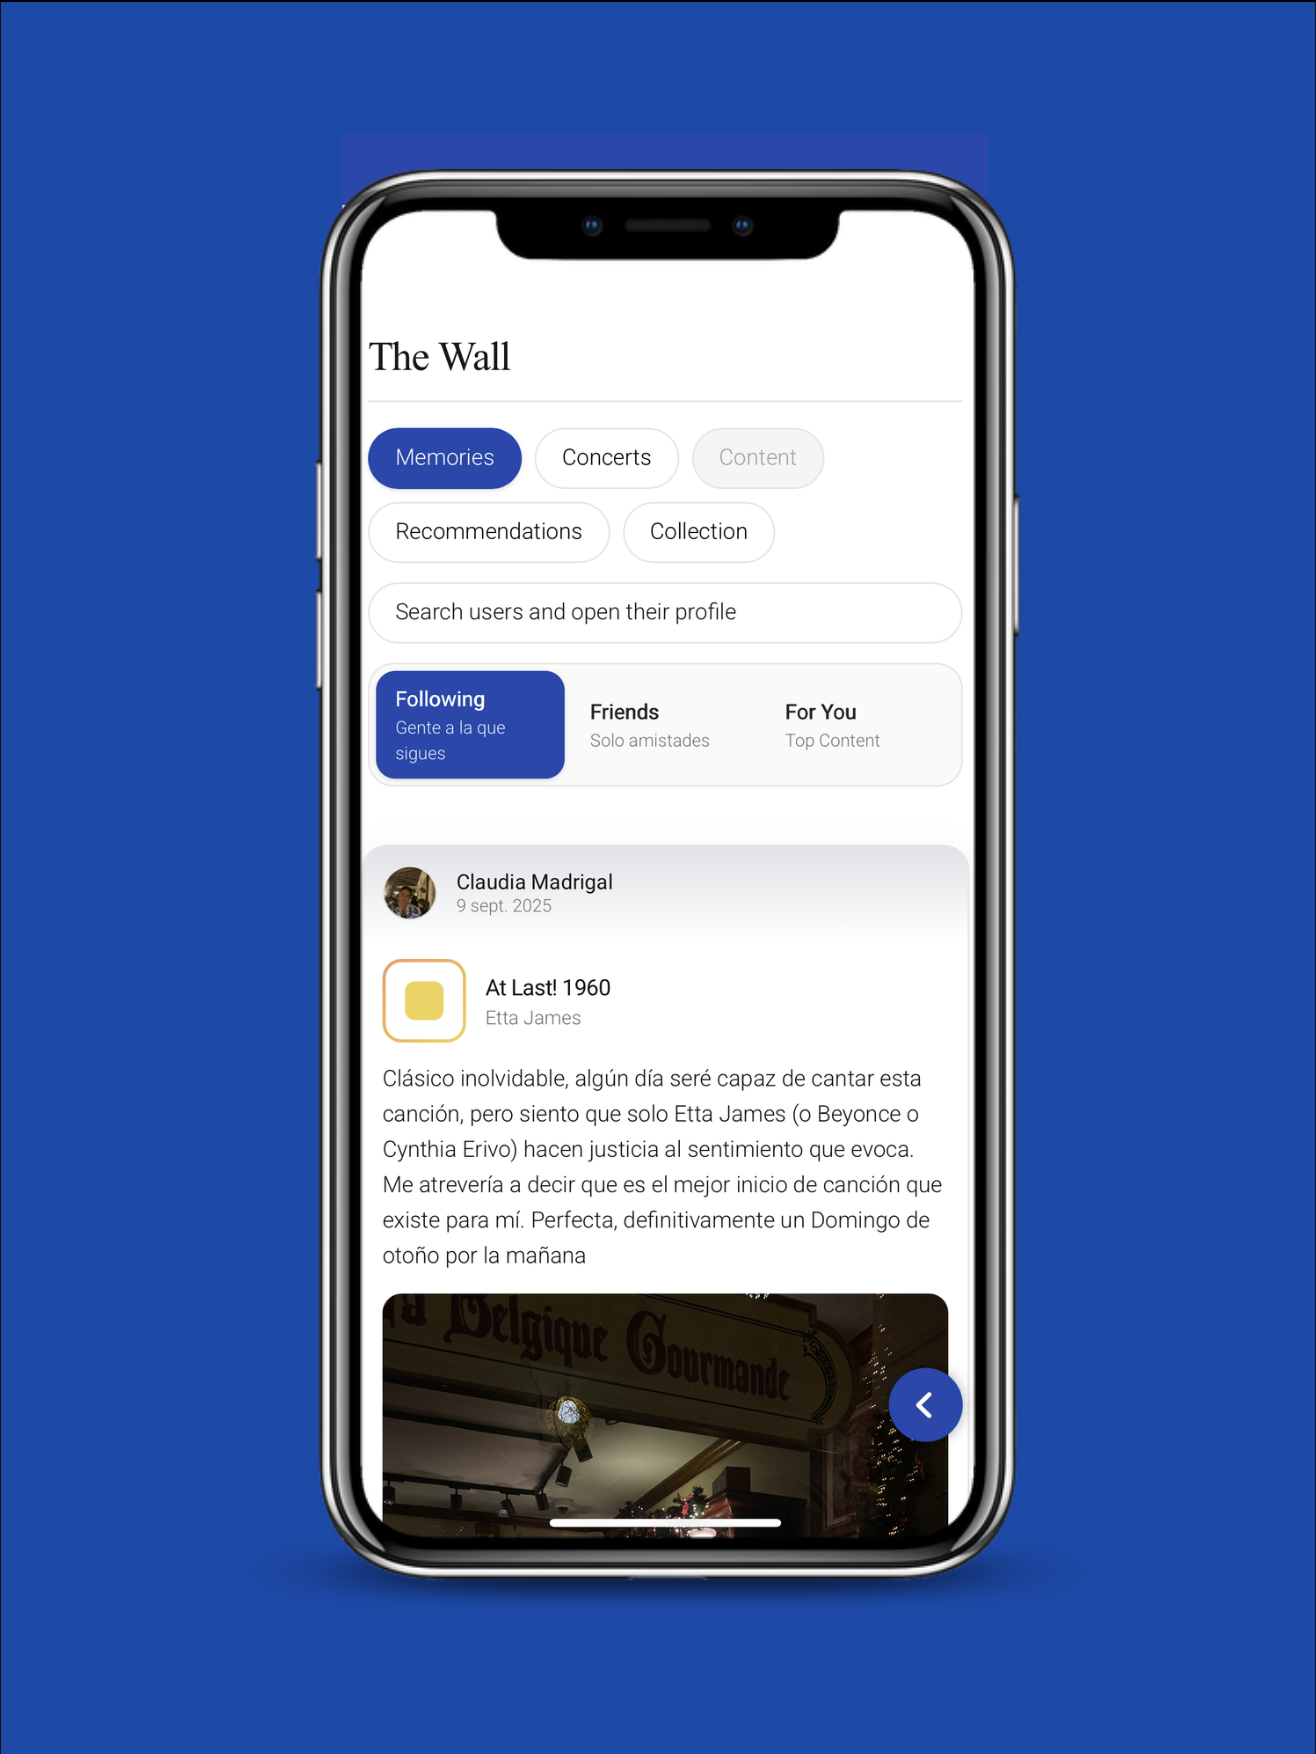 The Wall
Memories
Concerts
Content
Recommendations
Collection
Search users and open their profile
Following
Gente a la que
sigues
Friends
Solo amistades
For You
Top Content
Claudia Madrigal
9 sept. 2025
At Last! 1960
Etta James
Clásico inolvidable, algún día seré capaz de cantar esta
canción, pero siento que solo Etta James (o Beyonce o
Cynthia Erivo) hacen justicia al sentimiento que evoca.
Me atrevería a decir que es el mejor inicio de canción que
existe para mí. Perfecta, definitivamente un Domingo de
otoño por la mañana
Belgique Gourmande